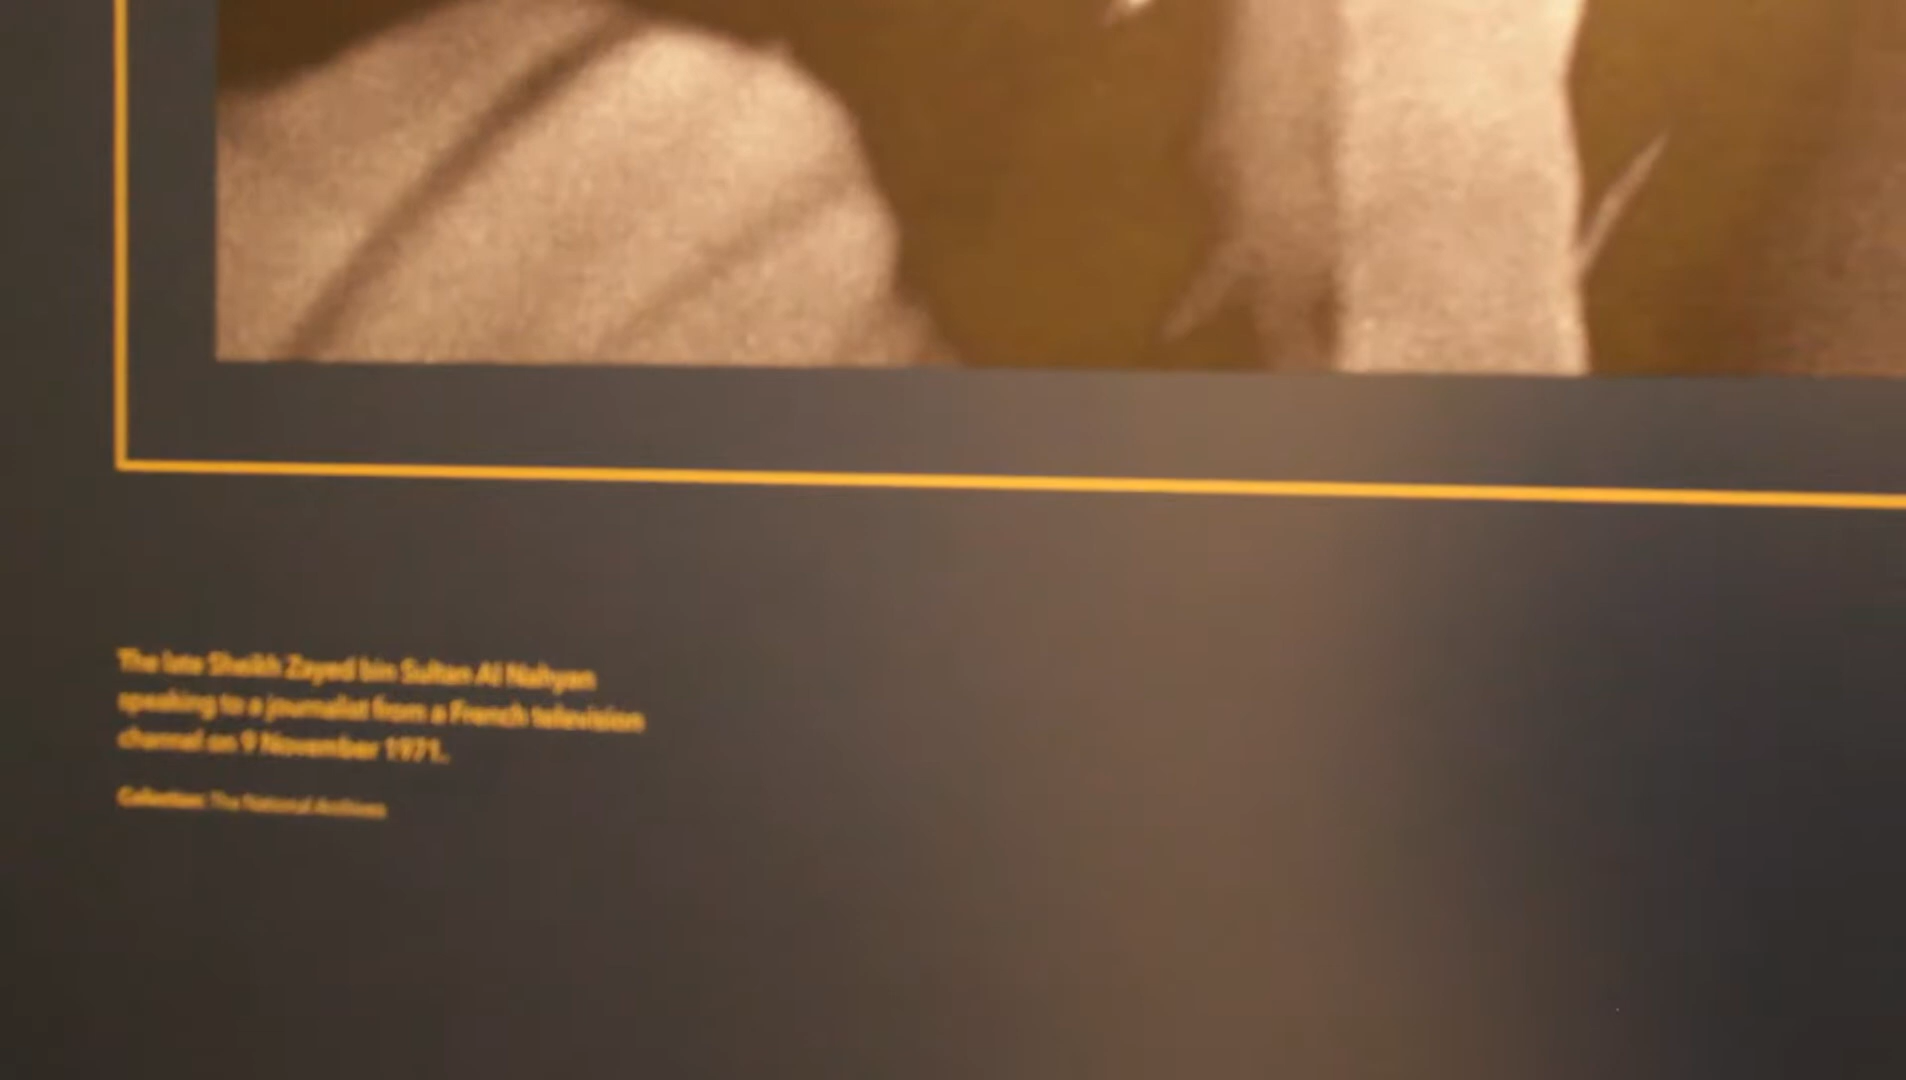 The late Sheikh Zayed bin Sultan Al Nahyan
speaking to a journalist from a French television
channel on 9 November 1971.
Collection: The National Archives